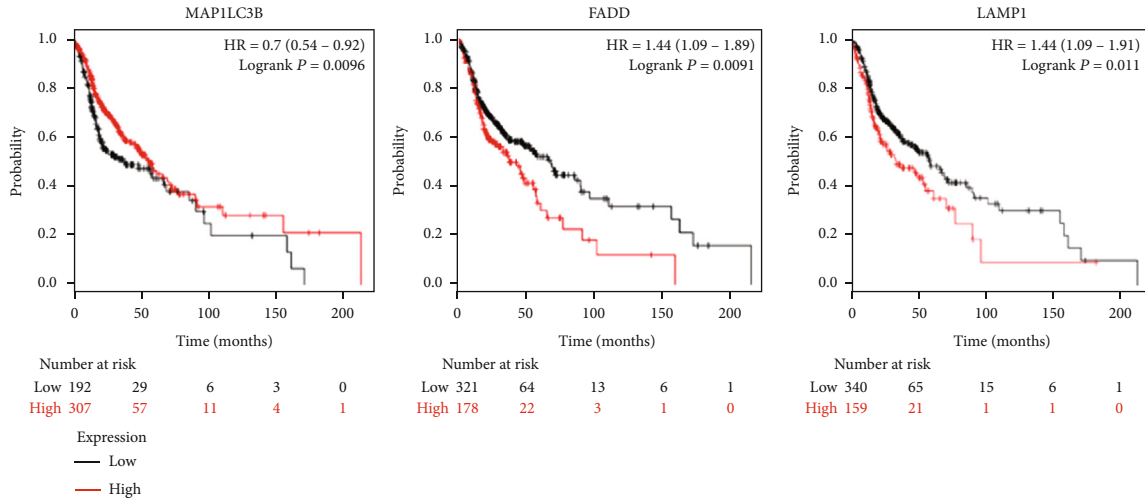 MAP1LC3B
HR = 0.7 (0.54 – 0.92)
Logrank P = 0.0096
1.0
0.8
0.6
0.4
0.2
0.0
Probability
0 50 100 150 200
Time (months)
Number at risk
Low 192 29 6 3 0
High 307 57 11 4 1
FADD
HR = 1.44 (1.09 – 1.89)
Logrank P = 0.0091
1.0
0.8
0.6
0.4
0.2
0.0
Probability
0 50 100 150 200
Time (months)
Number at risk
Low 321 64 13 6 1
High 178 22 3 1 0
LAMP1
HR = 1.44 (1.09 – 1.91)
Logrank P = 0.011
1.0
0.8
0.6
0.4
0.2
0.0
Probability
0 50 100 150 200
Time (months)
Number at risk
Low 340 65 15 6 1
High 159 21 1 1 0
Expression
Low
High